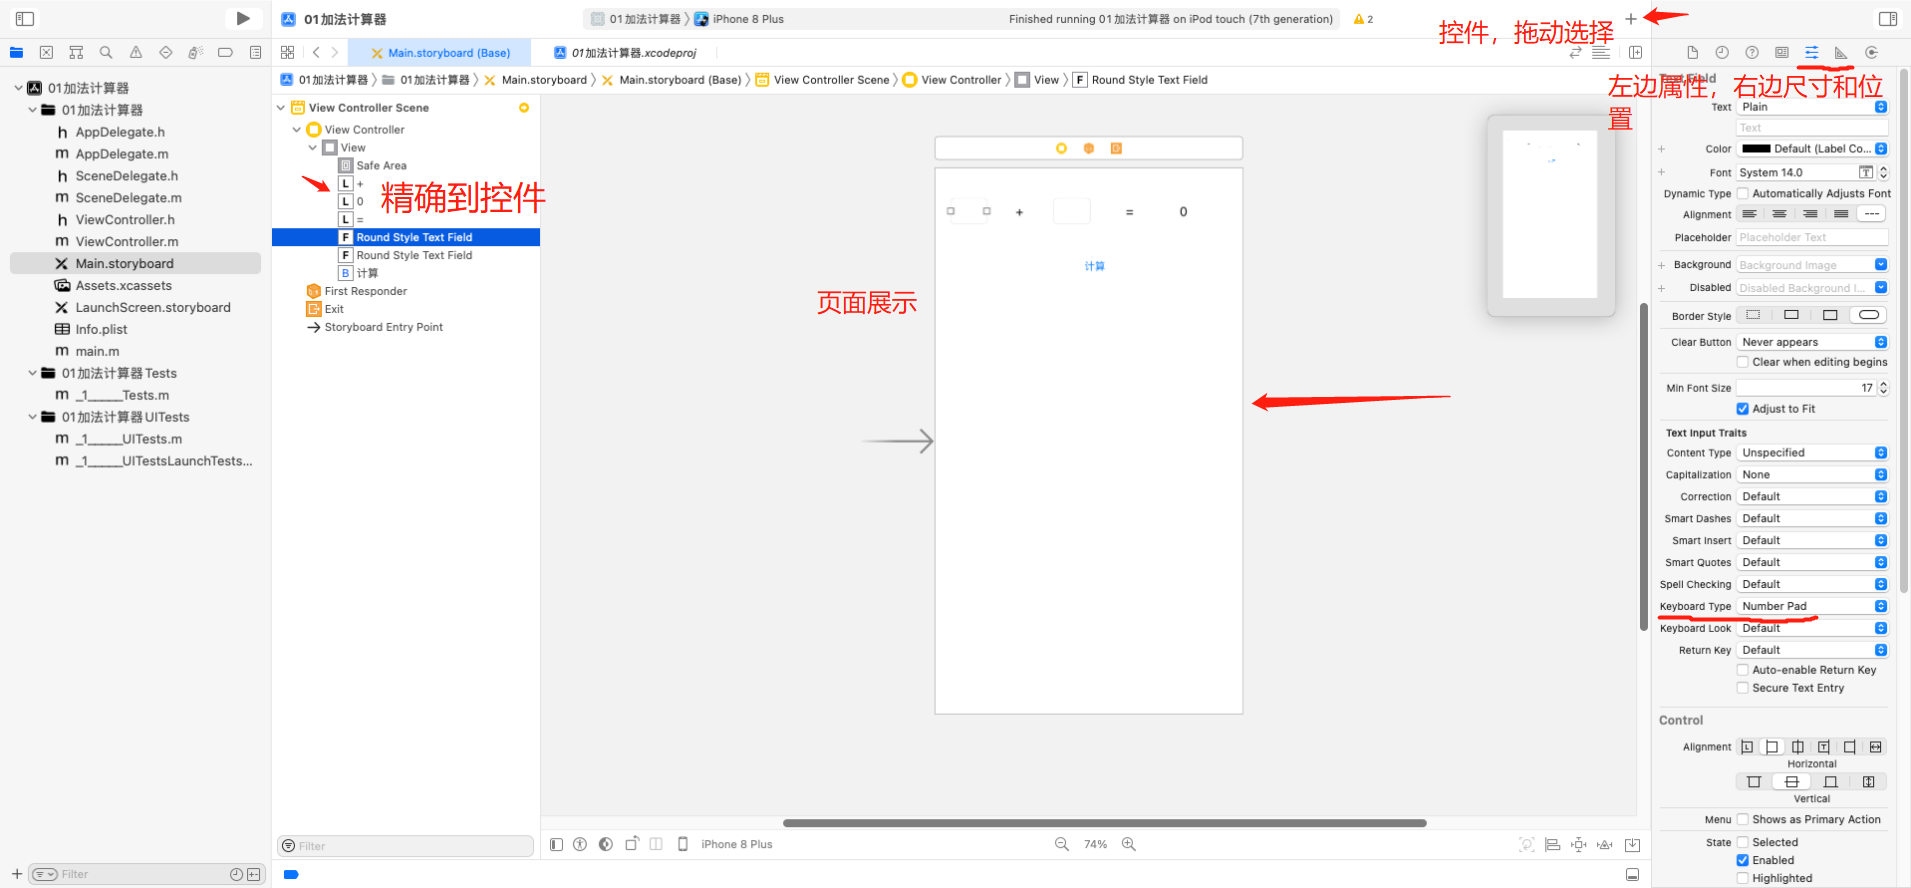 01加法计算器
01加法计算器
iPhone 8 Plus
Finished running 01加法计算器 on iPod touch (7th generation)
2
控件，拖动选择
Main.storyboard (Base)
01加法计算器.xcodeproj
01加法计算器
01加法计算器
Main.storyboard
Main.storyboard (Base)
View Controller Scene
View Controller
View
F
Round Style Text Field
01加法计算器
01加法计算器
h AppDelegate.h
m AppDelegate.m
h SceneDelegate.h
m SceneDelegate.m
h ViewController.h
m ViewController.m
Main.storyboard
Assets.xcassets
LaunchScreen.storyboard
Info.plist
m main.m
01加法计算器Tests
m _1_____Tests.m
01加法计算器UITests
m _1_____UITests.m
m _1_____UITestsLaunchTests...
Filter
View Controller Scene
View Controller
View
Safe Area
L +
L 0
L =
F Round Style Text Field
F Round Style Text Field
B 计算
First Responder
Exit
Storyboard Entry Point
精确到控件
Filter
页面展示
+
=
0
计算
iPhone 8 Plus
74%
左边属性，右边尺寸和位置
Text Field
Text Plain
Text
Color Default (Label Co...
Font System 14.0
Dynamic Type Automatically Adjusts Font
Alignment
Placeholder Placeholder Text
Background Background Image
Disabled Disabled Background I...
Border Style
Clear Button Never appears
Clear when editing begins
Min Font Size 17
Adjust to Fit
Text Input Traits
Content Type Unspecified
Capitalization None
Correction Default
Smart Dashes Default
Smart Insert Default
Smart Quotes Default
Spell Checking Default
Keyboard Type Number Pad
Keyboard Look Default
Return Key Default
Auto-enable Return Key
Secure Text Entry
Control
Alignment
Horizontal
Vertical
Menu Shows as Primary Action
State Selected
Enabled
Highlighted